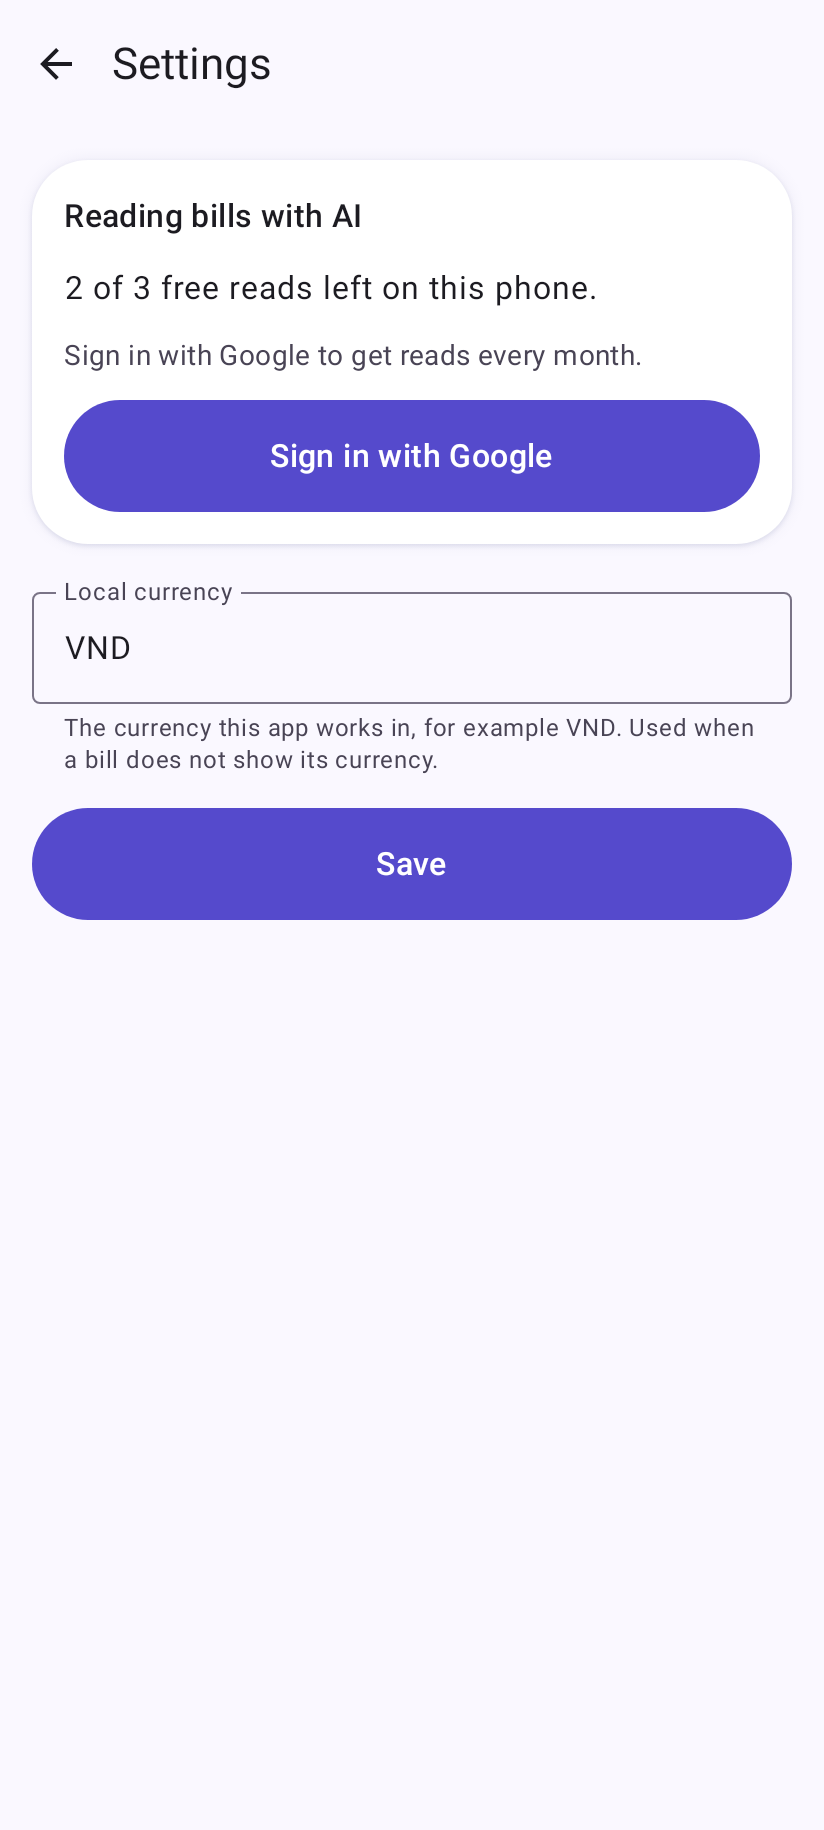 Settings
Reading bills with AI
2 of 3 free reads left on this phone.
Sign in with Google to get reads every month.
Sign in with Google
Local currency
VND
The currency this app works in, for example VND. Used when
a bill does not show its currency.
Save